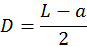 D = (L − a) / 2